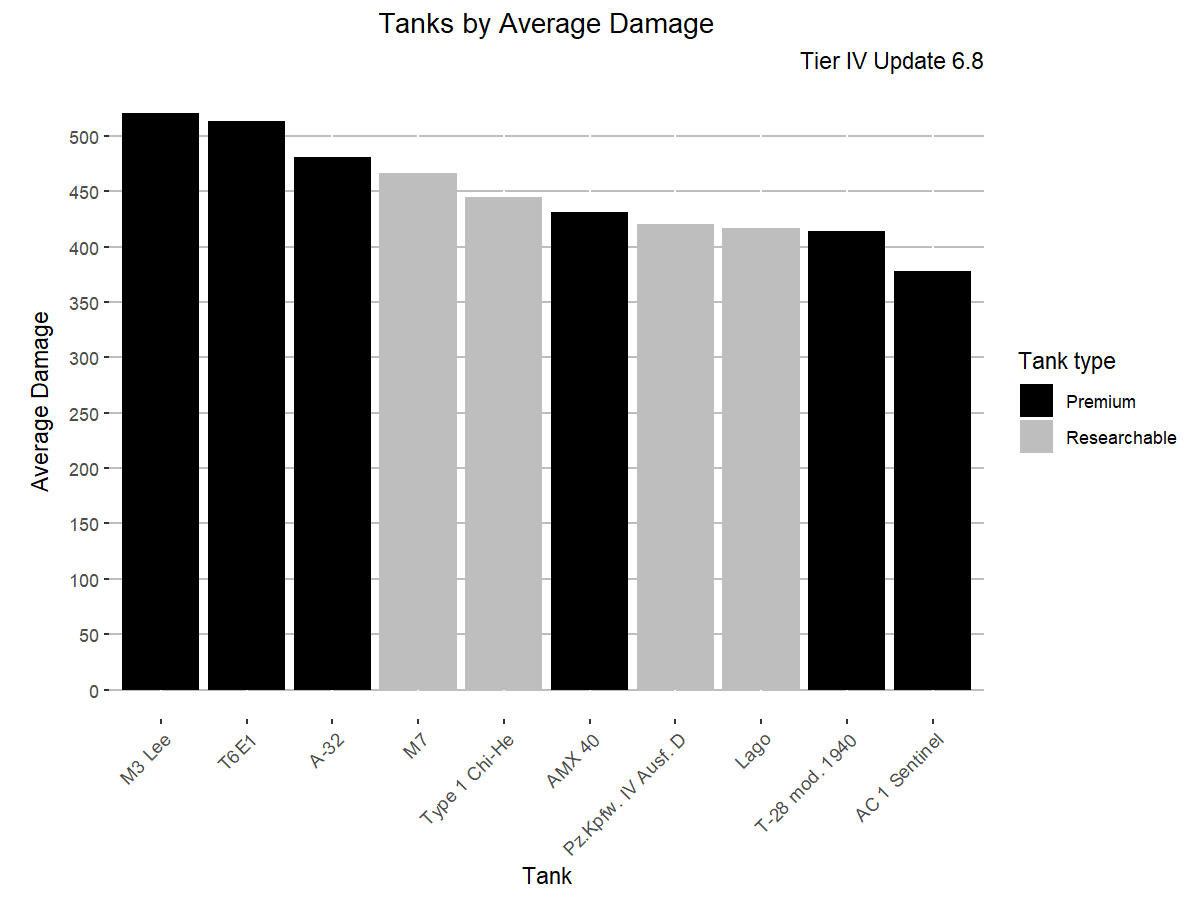 Tanks by Average Damage
Tier IV Update 6.8
Average Damage
500
450
400
350
300
250
200
150
100
50
0
M3 Lee
T6E1
A-32
M7
Type 1 Chi-He
AMX 40
Pz.Kpfw. IV Ausf. D
Lago
T-28 mod. 1940
AC 1 Sentinel
Tank
Tank type
Premium
Researchable